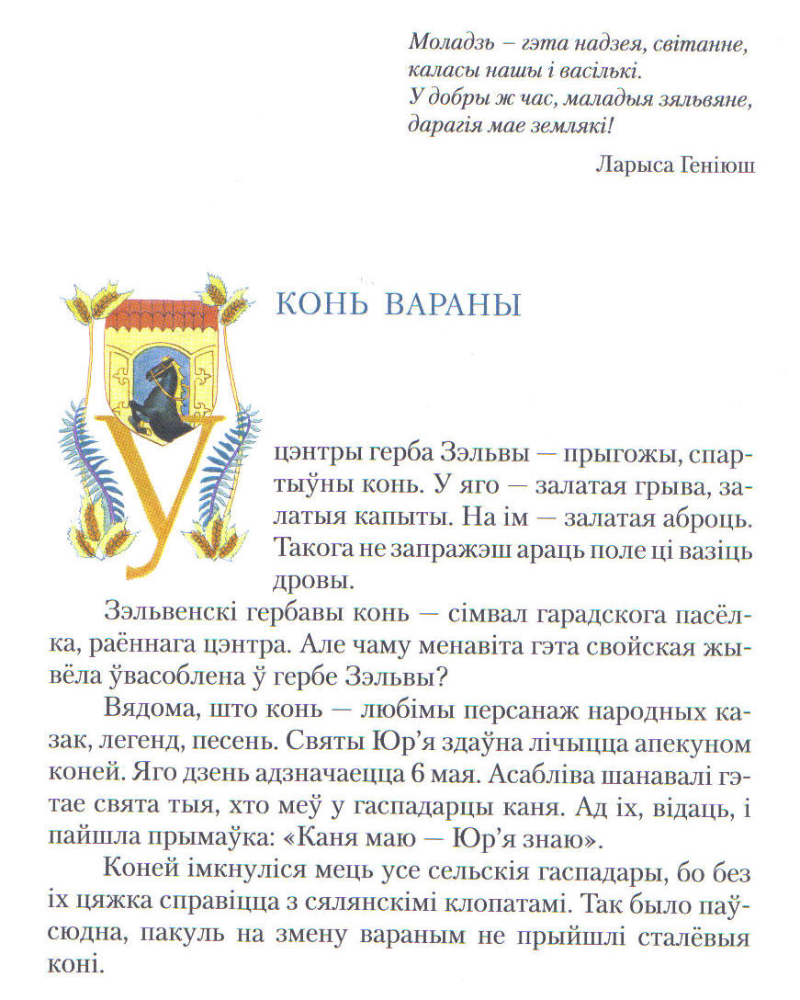 Моладзь – гэта надзея, світанне,
каласы нашы і васількі.
У добры ж час, маладыя зяльвяне,
дарагія мае землякі!
Ларыса Геніюш
КОНЬ ВАРАНЫ
У
цэнтры герба Зэльвы — прыгожы, спар-
тыўны конь. У яго — залатая грыва, за-
латыя капыты. На ім — залатая аброць.
Такога не запражэш араць поле ці вазіць
дровы.
Зэльвенскі гербавы конь — сімвал гарадскога пасёл-
ка, раённага цэнтра. Але чаму менавіта гэта свойская жы-
вёла ўвасоблена ў гербе Зэльвы?
Вядома, што конь — любімы персанаж народных ка-
зак, легенд, песень. Святы Юр’я здаўна лічыцца апекуном
коней. Яго дзень адзначаецца 6 мая. Асабліва шанавалі гэ-
тае свята тыя, хто меў у гаспадарцы каня. Ад іх, відаць, і
пайшла прымаўка: «Каня маю — Юр’я знаю».
Коней імкнуліся мець усе сельскія гаспадары, бо без
іх цяжка справіцца з сялянскімі клопатамі. Так было паў-
сюдна, пакуль на змену вараным не прыйшлі сталёвыя
коні.